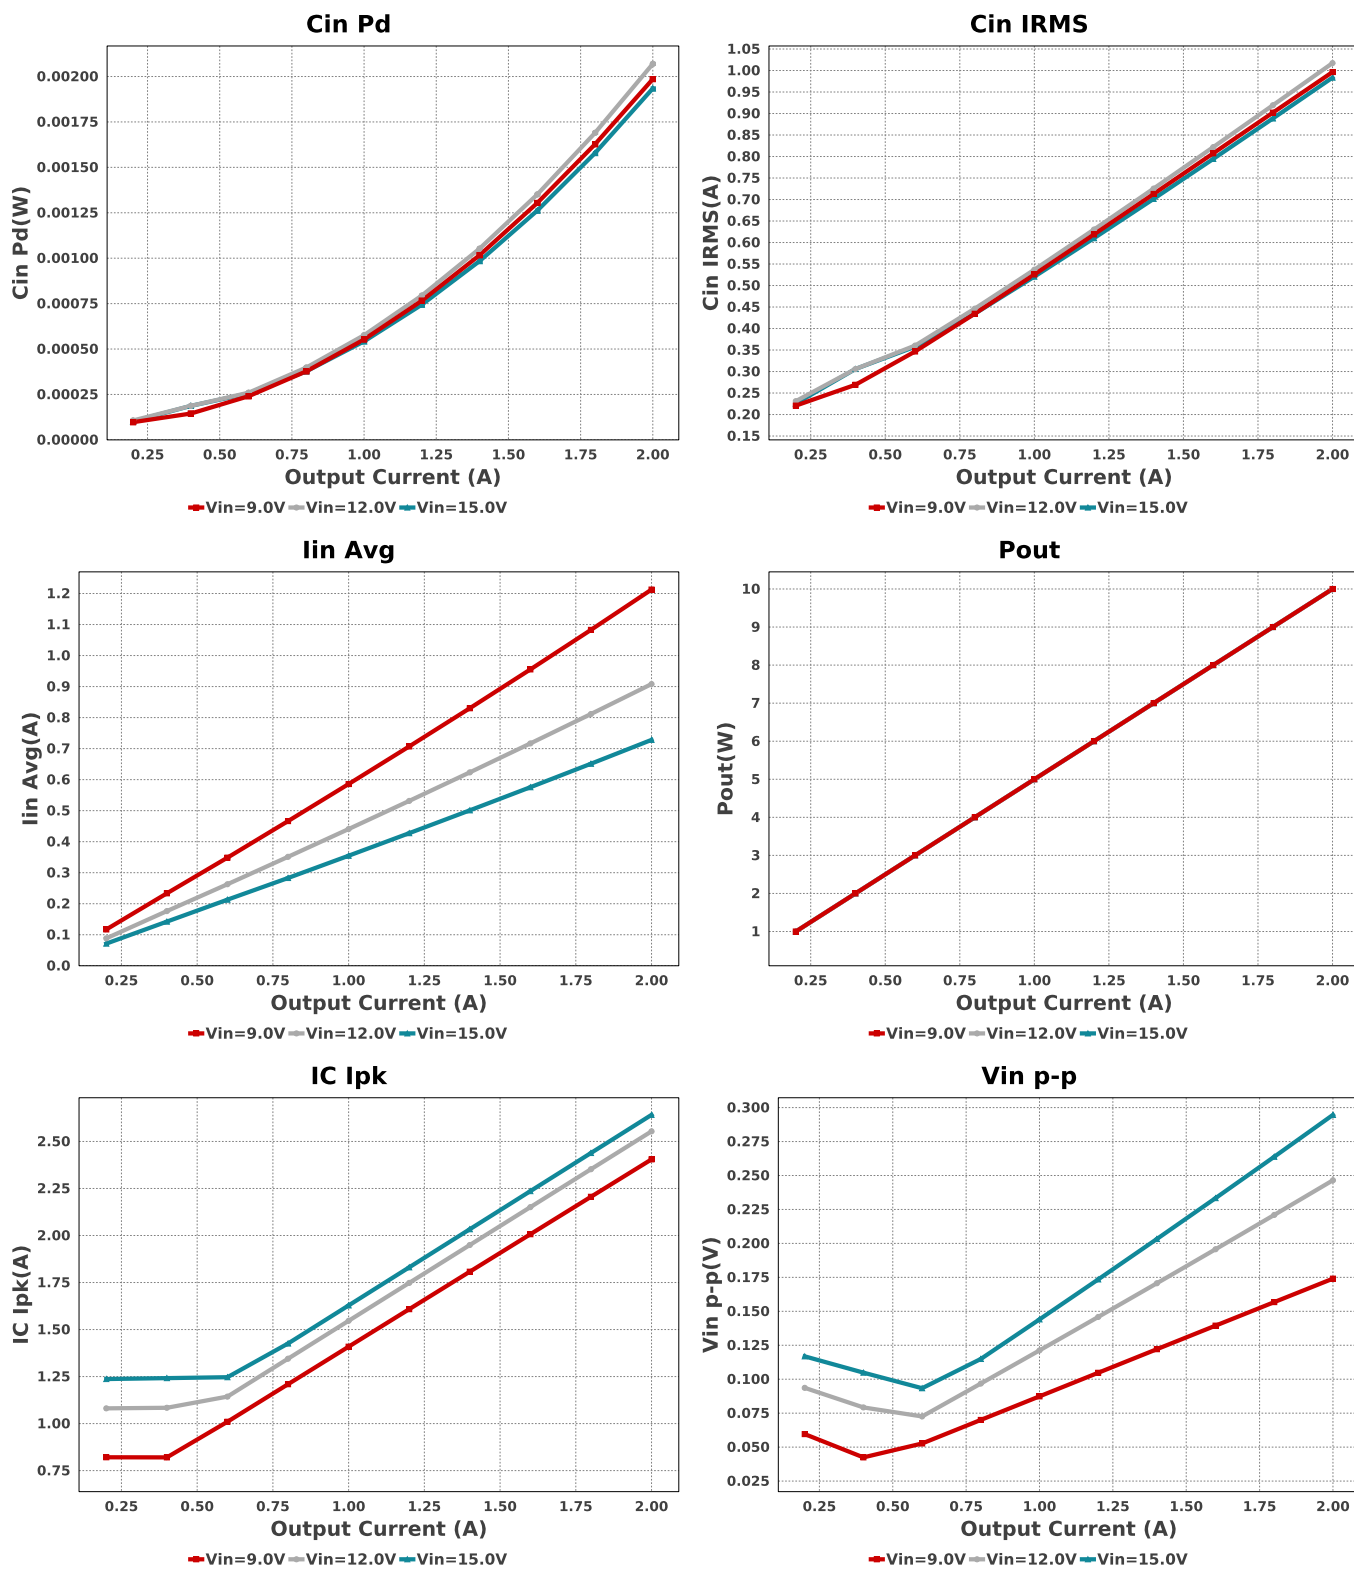 Cin Pd
Cin Pd(W)
0.00200
0.00175
0.00150
0.00125
0.00100
0.00075
0.00050
0.00025
0.00000
0.25 0.50 0.75 1.00 1.25 1.50 1.75 2.00
Output Current (A)
Vin=9.0V Vin=12.0V Vin=15.0V
Cin IRMS
Cin IRMS(A)
1.05
1.00
0.95
0.90
0.85
0.80
0.75
0.70
0.65
0.60
0.55
0.50
0.45
0.40
0.35
0.30
0.25
0.20
0.15
0.25 0.50 0.75 1.00 1.25 1.50 1.75 2.00
Output Current (A)
Vin=9.0V Vin=12.0V Vin=15.0V
Iin Avg
Iin Avg(A)
1.2
1.1
1.0
0.9
0.8
0.7
0.6
0.5
0.4
0.3
0.2
0.1
0.0
0.25 0.50 0.75 1.00 1.25 1.50 1.75 2.00
Output Current (A)
Vin=9.0V Vin=12.0V Vin=15.0V
Pout
Pout(W)
10
9
8
7
6
5
4
3
2
1
0.25 0.50 0.75 1.00 1.25 1.50 1.75 2.00
Output Current (A)
Vin=9.0V Vin=12.0V Vin=15.0V
IC Ipk
IC Ipk(A)
2.50
2.25
2.00
1.75
1.50
1.25
1.00
0.75
0.25 0.50 0.75 1.00 1.25 1.50 1.75 2.00
Output Current (A)
Vin=9.0V Vin=12.0V Vin=15.0V
Vin p-p
Vin p-p(V)
0.300
0.275
0.250
0.225
0.200
0.175
0.150
0.125
0.100
0.075
0.050
0.025
0.25 0.50 0.75 1.00 1.25 1.50 1.75 2.00
Output Current (A)
Vin=9.0V Vin=12.0V Vin=15.0V